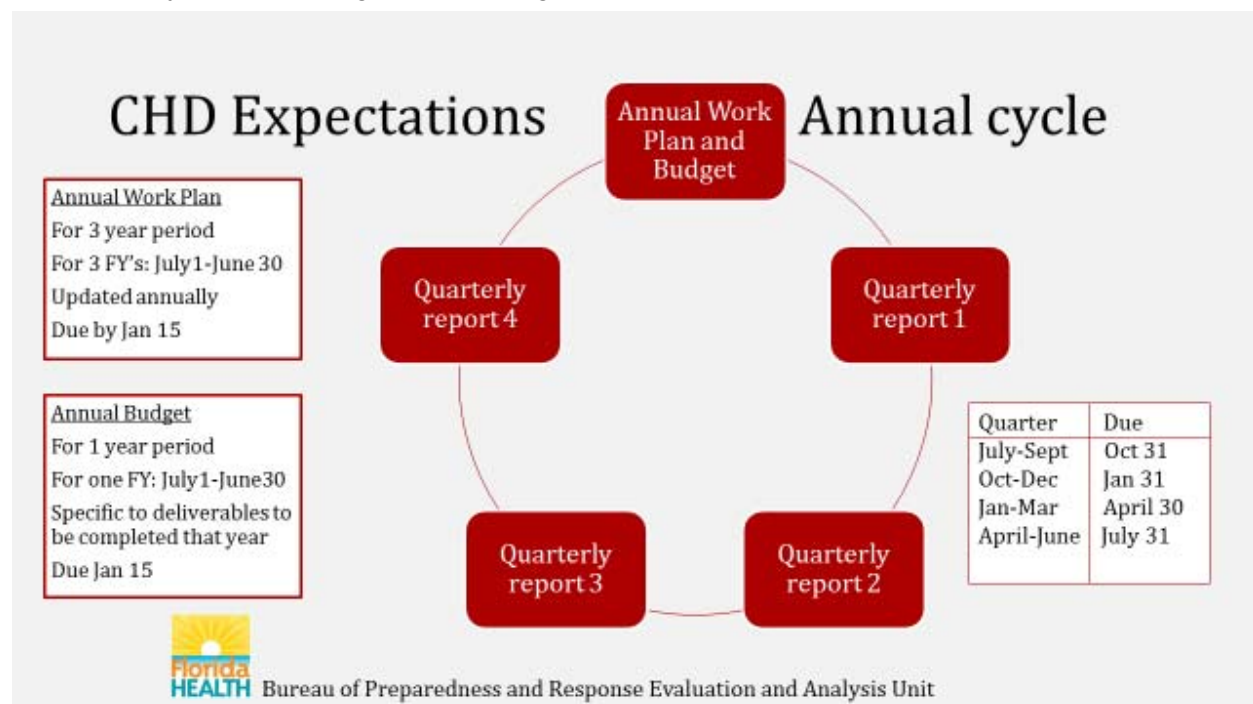 CHD Expectations
Annual cycle
Annual Work
Plan and
Budget
Annual Work Plan
For 3 year period
For 3 FY's: July1-June 30
Updated annually
Due by Jan 15
Annual Budget
For 1 year period
For one FY: July1-June30
Specific to deliverables to
be completed that year
Due Jan 15
Quarterly
report 4
Quarterly
report 1
Quarterly
report 3
Quarterly
report 2
Quarter Due
July-Sept Oct 31
Oct-Dec Jan 31
Jan-Mar April 30
April-June July 31
Florida
HEALTH
Bureau of Preparedness and Response Evaluation and Analysis Unit